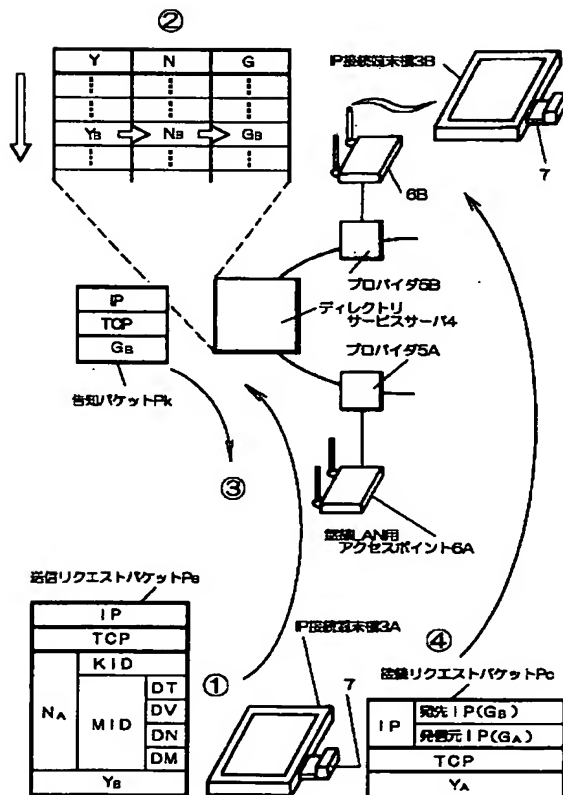 ②
Y N G
YB NB GB
IP接続端末機3B
7
6B
プロバイダ5B
ディレクトリ
サービスサーバ4
プロバイダ5A
IP
TCP
GB
告知パケットPk
③
無線LAN用
アクセスポイント6A
送信リクエストパケットPs
IP
TCP
KID
NA
MID
DT
DV
DN
DM
YB
①
IP接続端末機3A
7
④
接続リクエストパケットPc
IP
宛先IP(GB)
発信元IP(GA)
TCP
YA